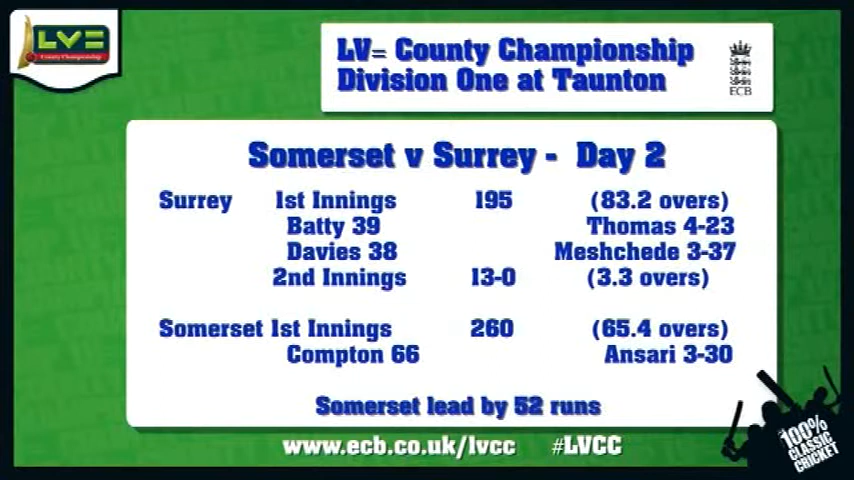 LV=
County Championship
LV= County Championship
Division One at Taunton
ECB
Somerset v Surrey - Day 2
Surrey 1st Innings 195 (83.2 overs)
Batty 39 Thomas 4-23
Davies 38 Meshchede 3-37
2nd Innings 13-0 (3.3 overs)
Somerset 1st Innings 260 (65.4 overs)
Compton 66 Ansari 3-30
Somerset lead by 52 runs
www.ecb.co.uk/lvcc #LVCC
100%
CLASSIC
CRICKET